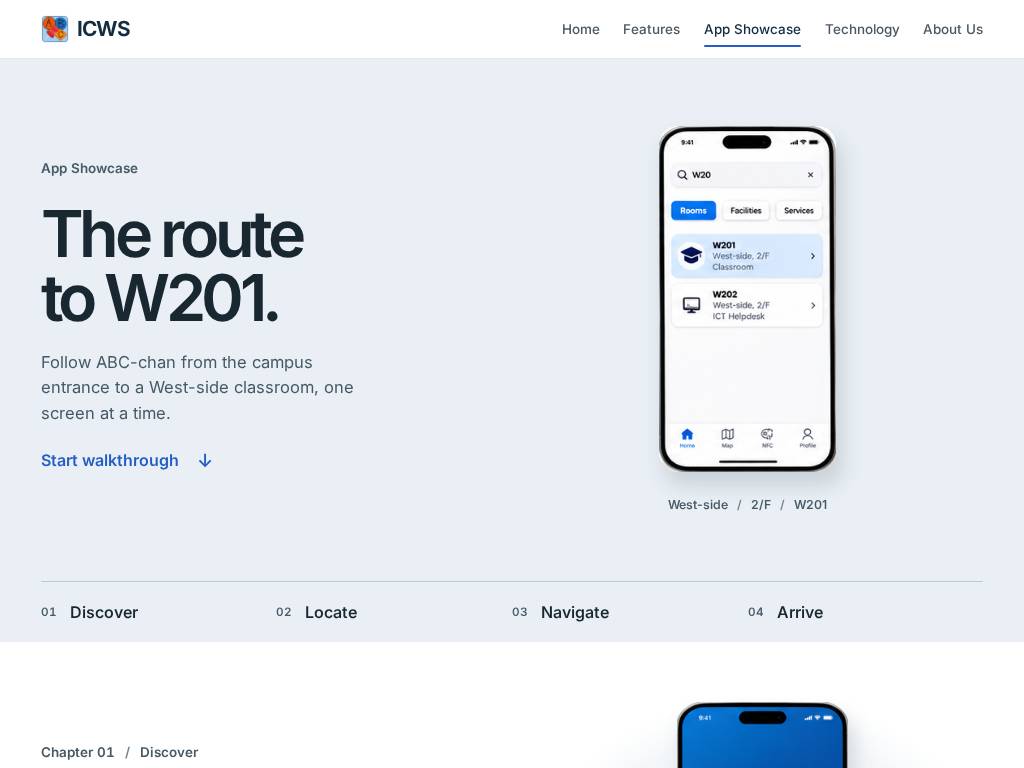 ICWS
Home
Features
App Showcase
Technology
About Us
App Showcase
The route
to W201.
Follow ABC-chan from the campus
entrance to a West-side classroom, one
screen at a time.
Start walkthrough
9:41
W20
Rooms
Facilities
Services
W201
West-side, 2/F
Classroom
W202
West-side, 2/F
ICT Helpdesk
Home
Map
NFC
Profile
West-side / 2/F / W201
01 Discover
02 Locate
03 Navigate
04 Arrive
9:41
Chapter 01 / Discover